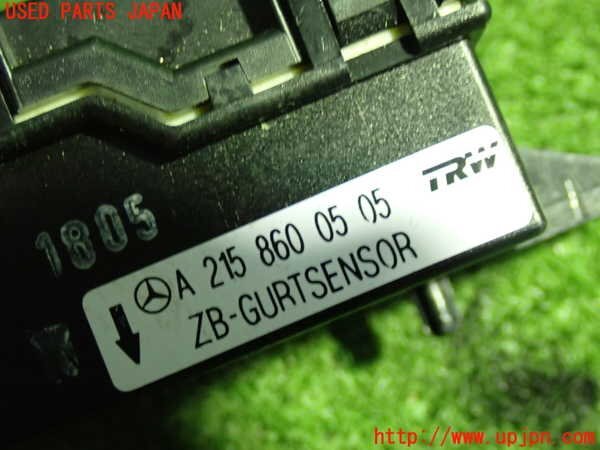 USED PARTS JAPAN
TRW
1805
A 215 860 05 05
ZB-GURTSENSOR
http://www.upjpn.com/